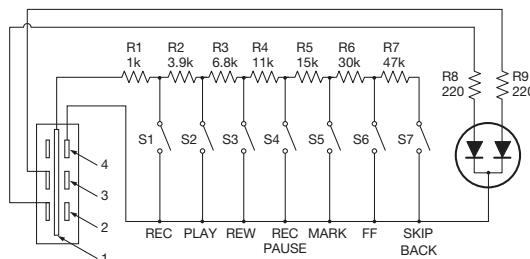 R1 R2 R3 R4 R5 R6 R7
1k 3.9k 6.8k 11k 15k 30k 47k
R8 R9
220 220
S1 S2 S3 S4 S5 S6 S7
4
3
2
1
REC PLAY REW REC PAUSE MARK FF SKIP BACK